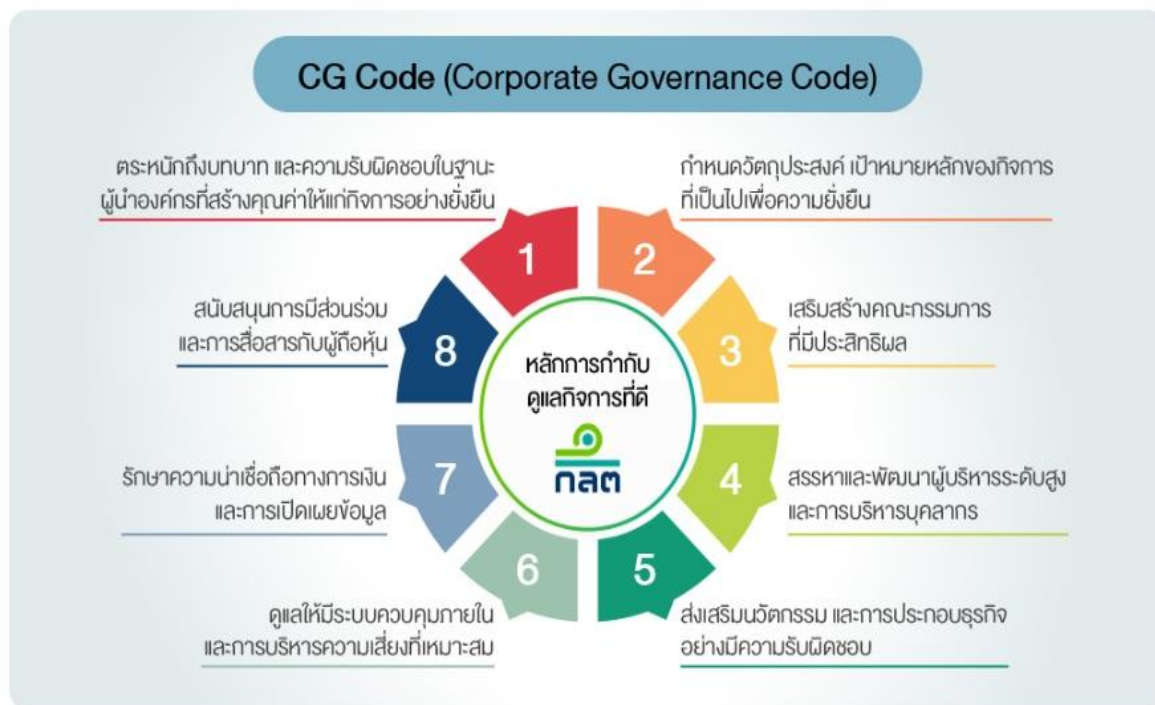 CG Code (Corporate Governance Code)
ตระหนักถึงบทบาท และความรับผิดชอบในฐานะ
ผู้นำองค์กรที่สร้างคุณค่าให้แก่กิจการอย่างยั่งยืน
1
กำหนดวัตถุประสงค์ เป้าหมายหลักของกิจการ
ที่เป็นไปเพื่อความยั่งยืน
2
เสริมสร้างคณะกรรมการ
ที่มีประสิทธิผล
3
สรรหาและพัฒนาผู้บริหารระดับสูง
และการบริหารบุคลากร
4
ส่งเสริมนวัตกรรม และการประกอบธุรกิจ
อย่างมีความรับผิดชอบ
5
ดูแลให้มีระบบควบคุมภายใน
และการบริหารความเสี่ยงที่เหมาะสม
6
รักษาความน่าเชื่อถือทางการเงิน
และการเปิดเผยข้อมูล
7
สนับสนุนการมีส่วนร่วม
และการสื่อสารกับผู้ถือหุ้น
8
หลักการกำกับ
ดูแลกิจการที่ดี
กลต